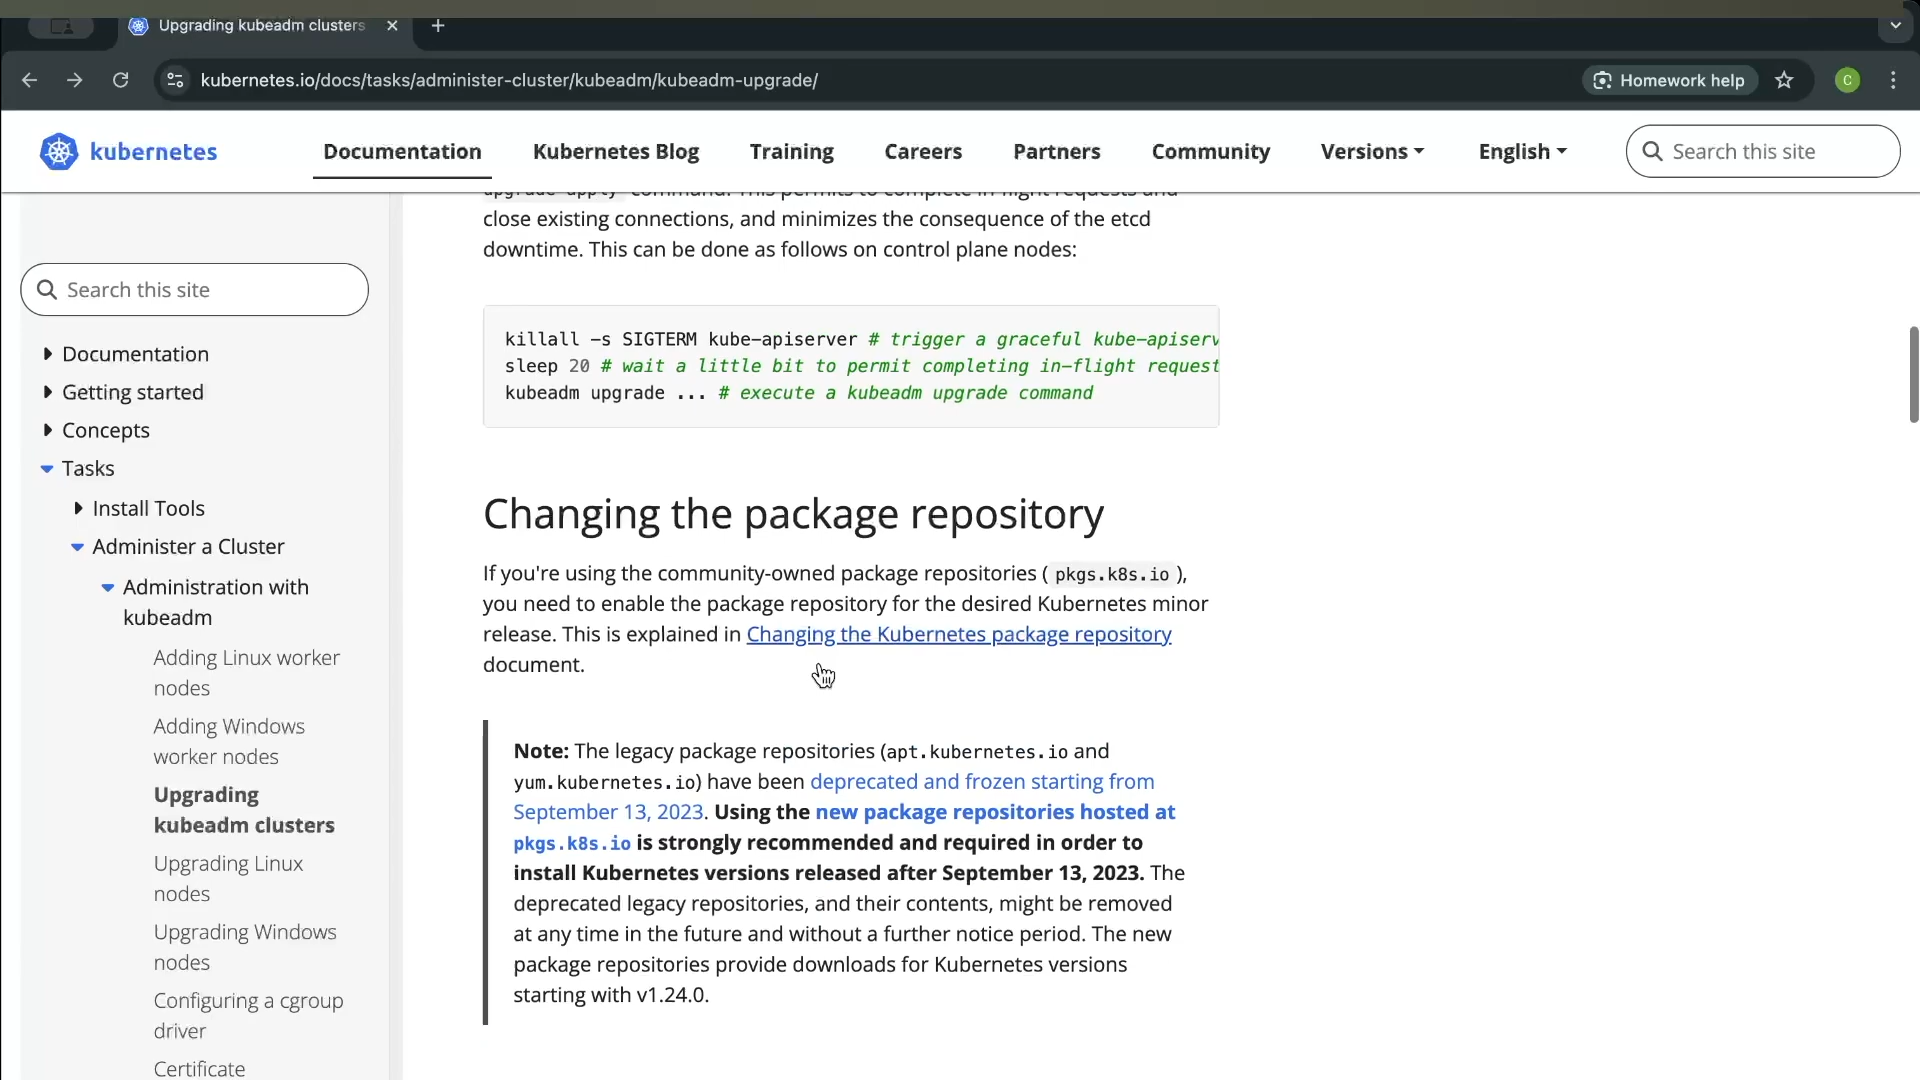 Upgrading kubeadm clusters
kubernetes.io/docs/tasks/administer-cluster/kubeadm/kubeadm-upgrade/
Homework help
C
kubernetes
Documentation
Kubernetes Blog
Training
Careers
Partners
Community
Versions
English
Search this site
Search this site
Documentation
Getting started
Concepts
Tasks
Install Tools
Administer a Cluster
Administration with
kubeadm
Adding Linux worker
nodes
Adding Windows
worker nodes
Upgrading
kubeadm clusters
Upgrading Linux
nodes
Upgrading Windows
nodes
Configuring a cgroup
driver
Certificate
upgrade apply command. This permits to complete in-flight requests and
close existing connections, and minimizes the consequence of the etcd
downtime. This can be done as follows on control plane nodes:
killall -s SIGTERM kube-apiserver # trigger a graceful kube-apiserv
sleep 20 # wait a little bit to permit completing in-flight request
kubeadm upgrade ... # execute a kubeadm upgrade command
Changing the package repository
If you're using the community-owned package repositories ( pkgs.k8s.io ),
you need to enable the package repository for the desired Kubernetes minor
release. This is explained in Changing the Kubernetes package repository
document.
Note: The legacy package repositories (apt.kubernetes.io and
yum.kubernetes.io) have been deprecated and frozen starting from
September 13, 2023. Using the new package repositories hosted at
pkgs.k8s.io is strongly recommended and required in order to
install Kubernetes versions released after September 13, 2023. The
deprecated legacy repositories, and their contents, might be removed
at any time in the future and without a further notice period. The new
package repositories provide downloads for Kubernetes versions
starting with v1.24.0.